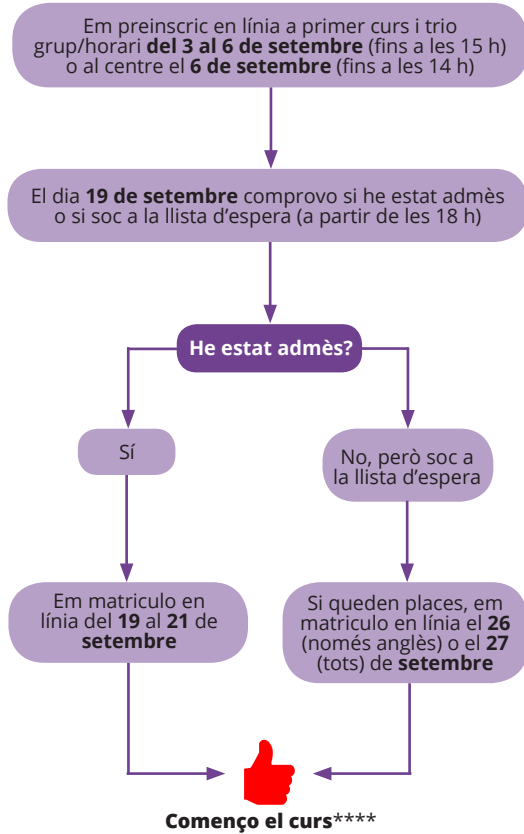 Em preinscric en línia a primer curs i trio
grup/horari del 3 al 6 de setembre (fins a les 15 h)
o al centre el 6 de setembre (fins a les 14 h)
El dia 19 de setembre comprovo si he estat admès
o si soc a la llista d'espera (a partir de les 18 h)
He estat admès?
Sí
No, però soc a
la llista d'espera
Em matriculo en
línia del 19 al 21 de
setembre
Si queden places, em
matriculo en línia el 26
(només anglès) o el 27
(tots) de setembre
Començo el curs****